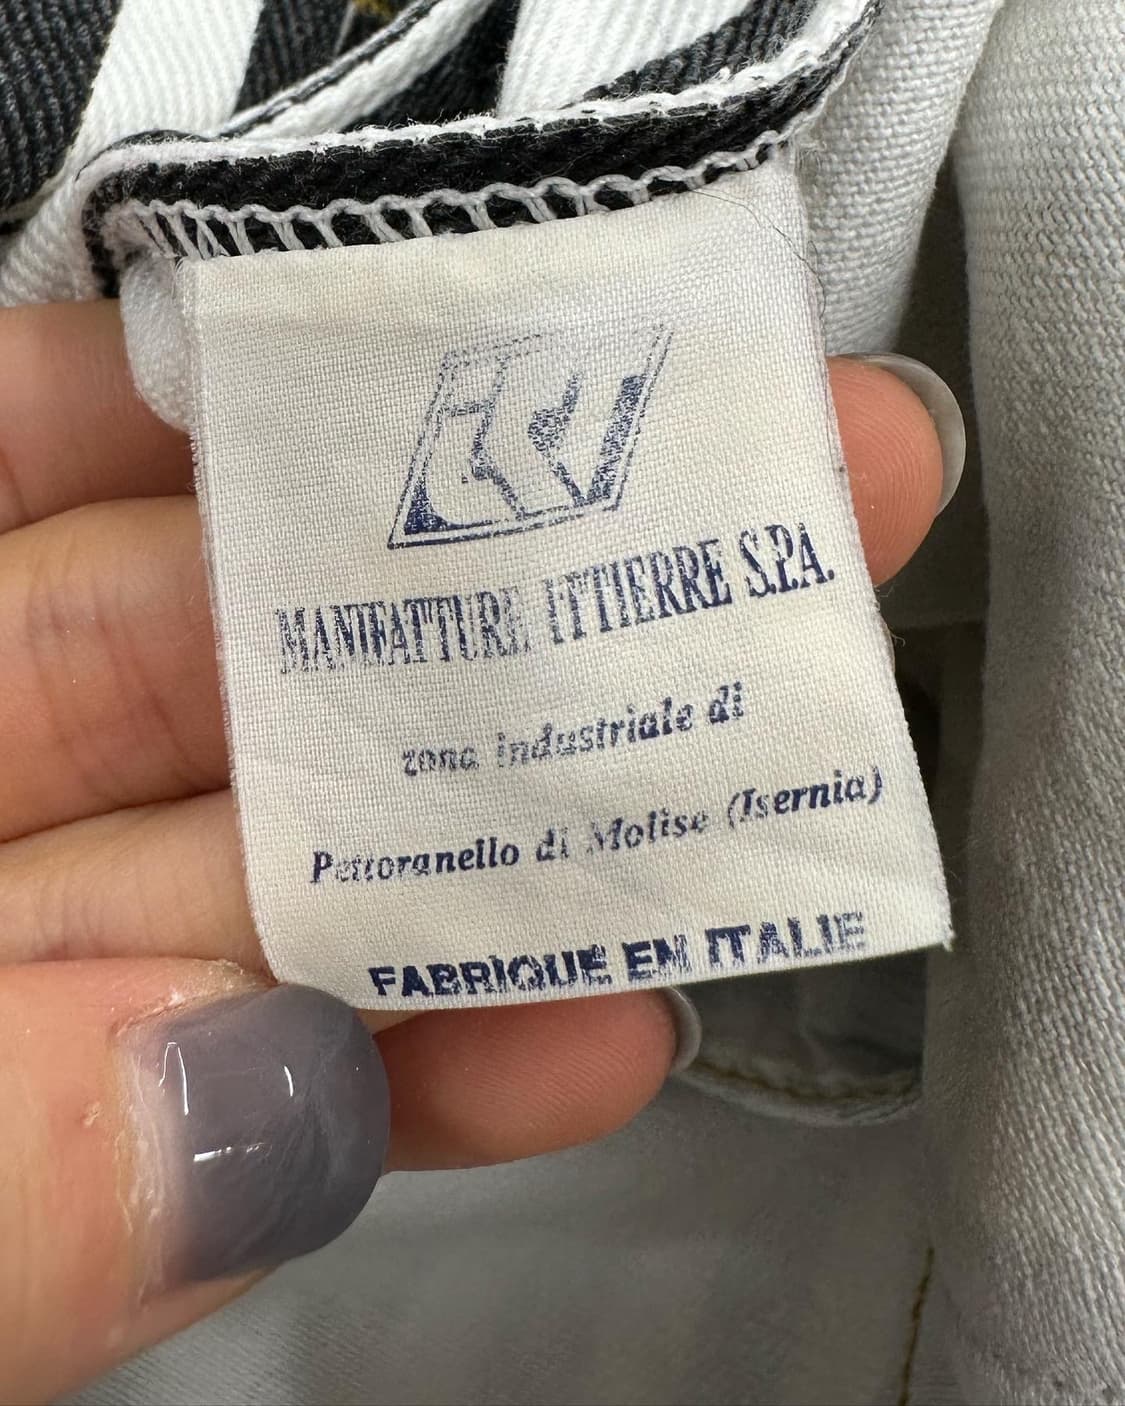 MANIFATTURE ITTIERRE S.P.A.
zona industriale di
Pettoranello di Molise (Isernia)
FABRIQUE EN ITALIE